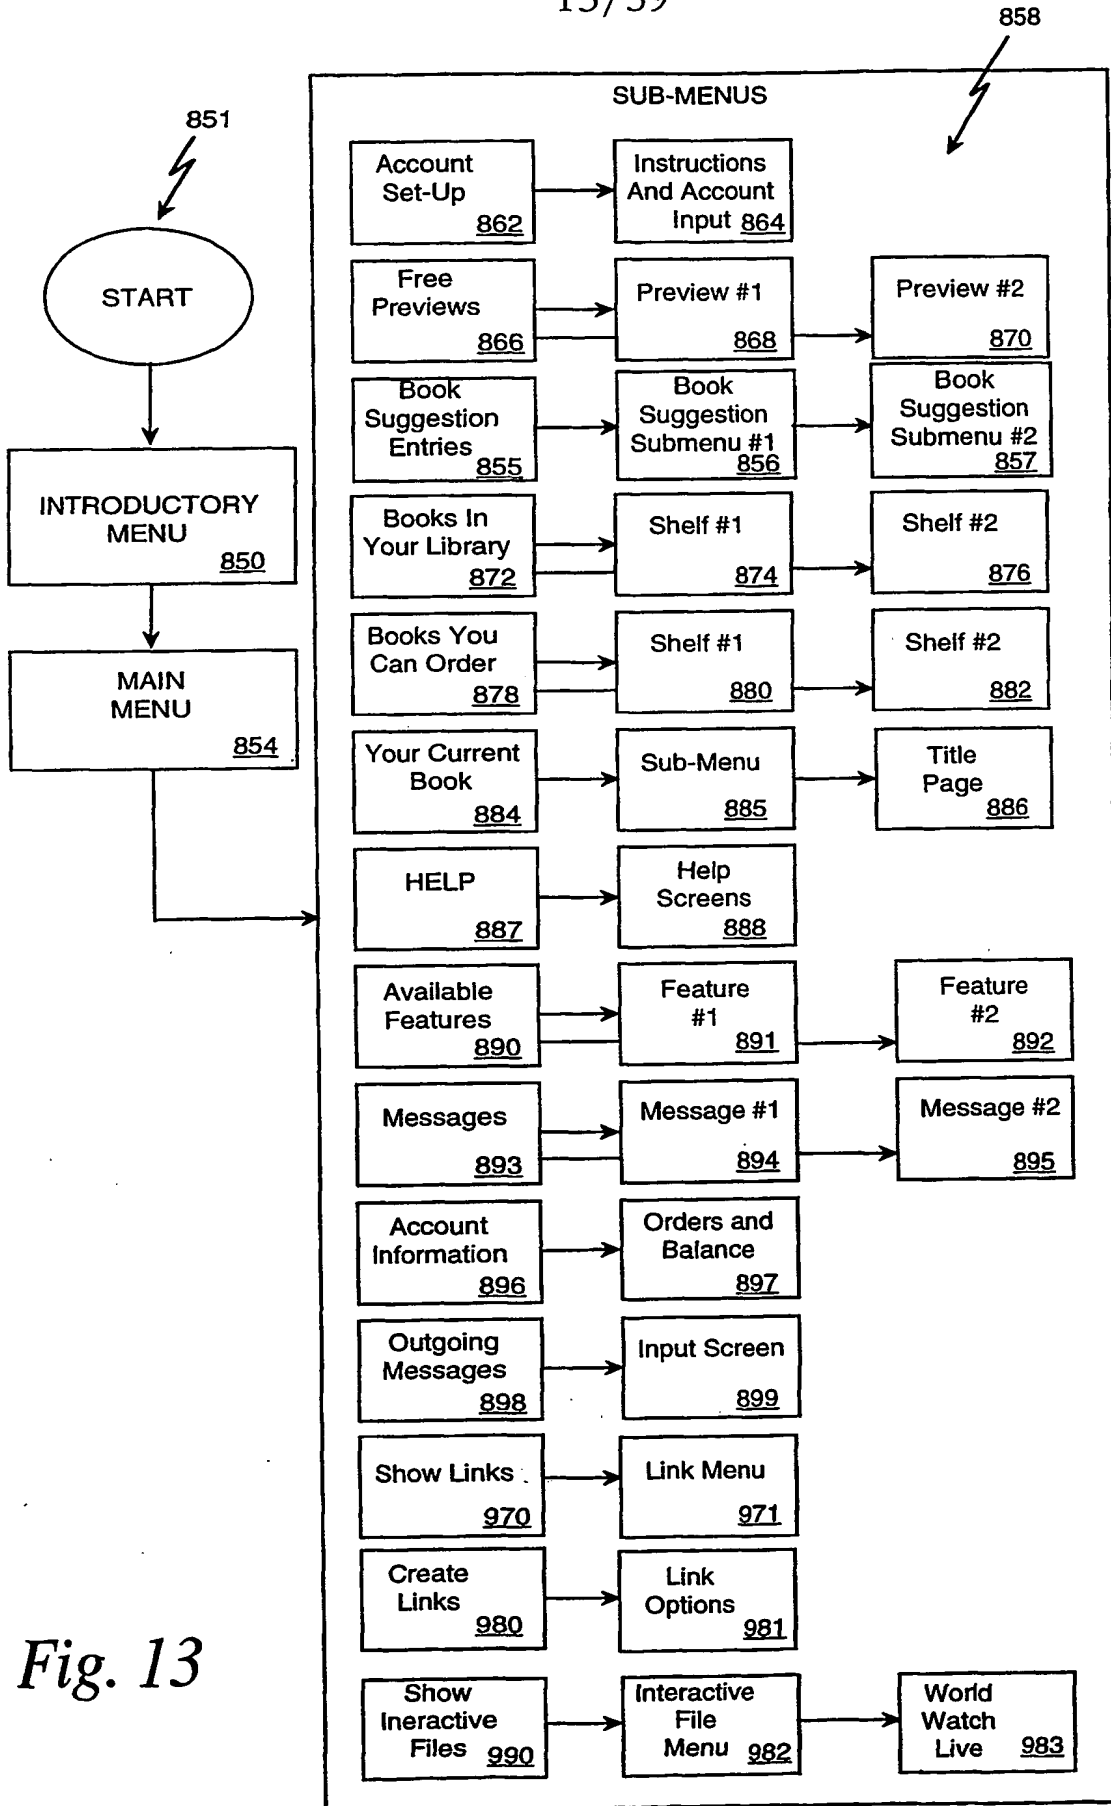 13/39
858
851
SUB-MENUS
START
INTRODUCTORY
MENU
850
MAIN
MENU
854
Account
Set-Up
862
Instructions
And Account
Input 864
Free
Previews
866
Preview #1
868
Preview #2
870
Book
Suggestion
Entries
855
Book
Suggestion
Submenu #1
856
Book
Suggestion
Submenu #2
857
Books In
Your Library
872
Shelf #1
874
Shelf #2
876
Books You
Can Order
878
Shelf #1
880
Shelf #2
882
Your Current
Book
884
Sub-Menu
885
Title
Page
886
HELP
887
Help
Screens
888
Available
Features
890
Feature
#1
891
Feature
#2
892
Messages
893
Message #1
894
Message #2
895
Account
Information
896
Orders and
Balance
897
Outgoing
Messages
898
Input Screen
899
Show Links
970
Link Menu
971
Create
Links
980
Link
Options
981
Show
Ineractive
Files 990
Interactive
File
Menu 982
World
Watch
Live 983
Fig. 13